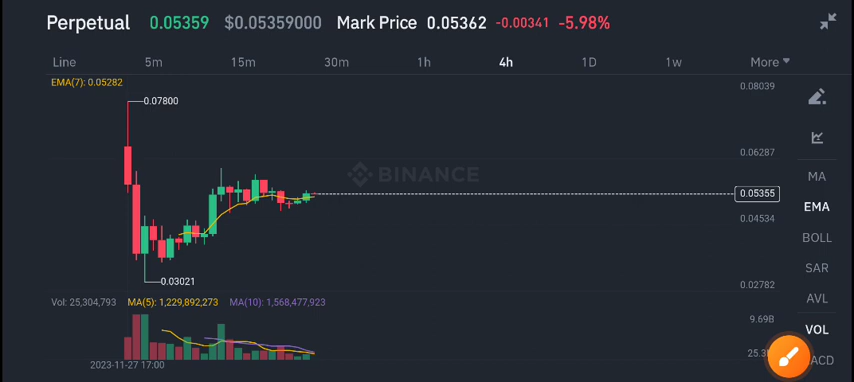 Perpetual 0.05359 $0.05359000 Mark Price 0.05362 -0.00341 -5.98%
Line 5m 15m 30m 1h 4h 1D 1w More
EMA(7): 0.05282
0.08039
0.07800
0.06287
MA
BINANCE
0.05355
EMA
0.04534
BOLL
SAR
0.03021
0.02782
Vol: 25,304,793 MA(5): 1,229,892,273 MA(10): 1,568,477,923
AVL
9.69B
VOL
2023-11-27 17:00